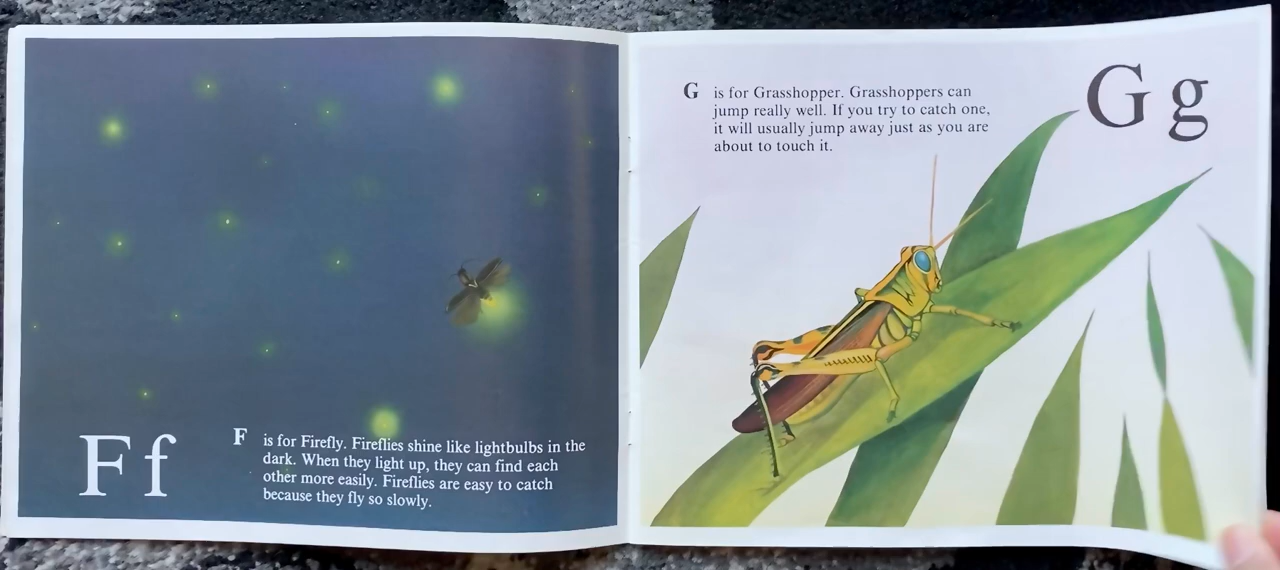 F f
F is for Firefly. Fireflies shine like lightbulbs in the
dark. When they light up, they can find each
other more easily. Fireflies are easy to catch
because they fly so slowly.
G g
G is for Grasshopper. Grasshoppers can
jump really well. If you try to catch one,
it will usually jump away just as you are
about to touch it.